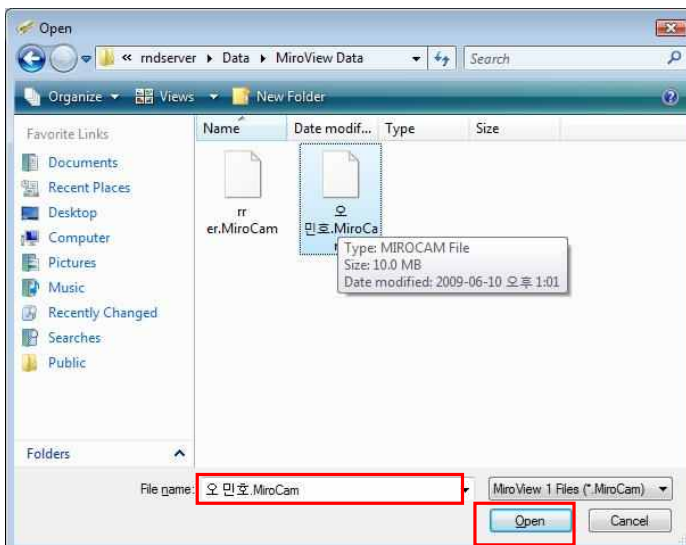 Open
« rndserver ▸ Data ▸ MiroView Data
Search
Organize Views New Folder
Favorite Links
Documents
Recent Places
Desktop
Computer
Pictures
Music
Recently Changed
Searches
Public
Folders
Name Date modif... Type Size
rr
er.MiroCam
오
민호.MiroCa
Type: MIROCAM File
Size: 10.0 MB
Date modified: 2009-06-10 오후 1:01
File name: 오 민호.MiroCam
MiroView 1 Files (*.MiroCam)
Open Cancel